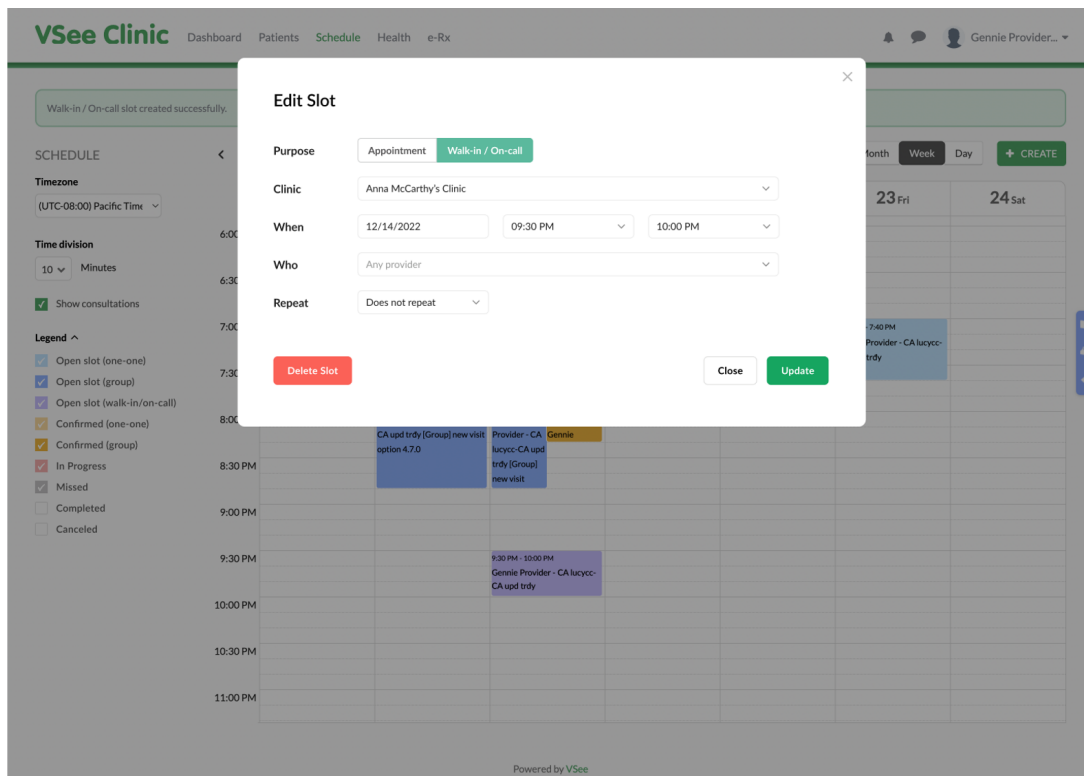 VSee Clinic Dashboard Patients Schedule Health e-Rx Gennie Provider...
Walk-in / On-call slot created successfully.
Edit Slot
Purpose Appointment Walk-in / On-call
Clinic Anna McCarthy's Clinic
When 12/14/2022 09:30 PM 10:00 PM
Who Any provider
Repeat Does not repeat
Delete Slot Close Update
SCHEDULE
Week Day + CREATE
Timezone
(UTC-08:00) Pacific Time
23 Fri 24 Sat
Time division
10 Minutes
Show consultations
Legend
Open slot (one-one)
Open slot (group)
Open slot (walk-in/on-call)
Confirmed (one-one)
Confirmed (group)
In Progress
Missed
Completed
Canceled
8:30 PM
9:00 PM
9:30 PM
10:00 PM
10:30 PM
11:00 PM
- 7:40 PM
Provider - CA lucycc-
trdy
CA upd trdy [Group] new visit
option 4.7.0
Provider - CA
lucycc-CA upd
trdy [Group]
new visit
Gennie
9:30 PM - 10:00 PM
Gennie Provider - CA lucycc-
CA upd trdy
Powered by VSee